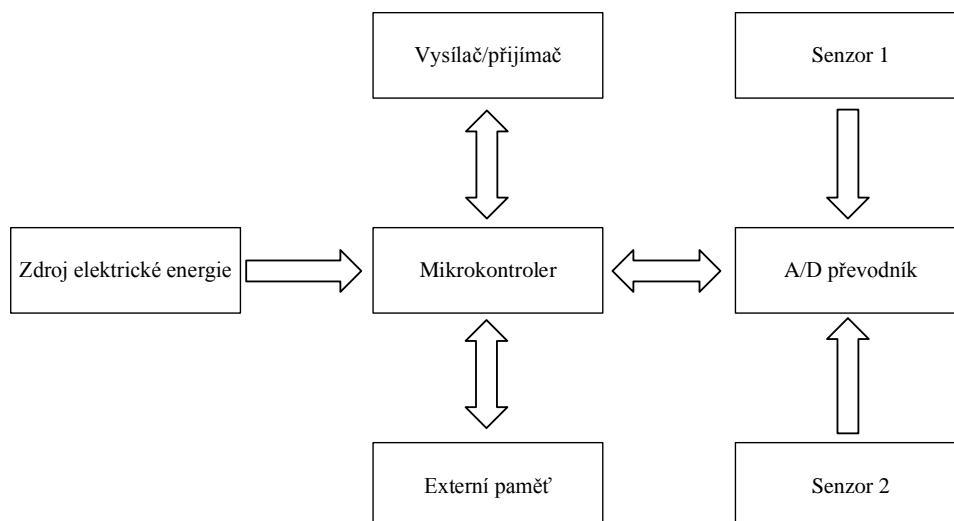 Vysílač/přijímač
Senzor 1
Zdroj elektrické energie
Mikrokontroler
A/D převodník
Externí paměť
Senzor 2